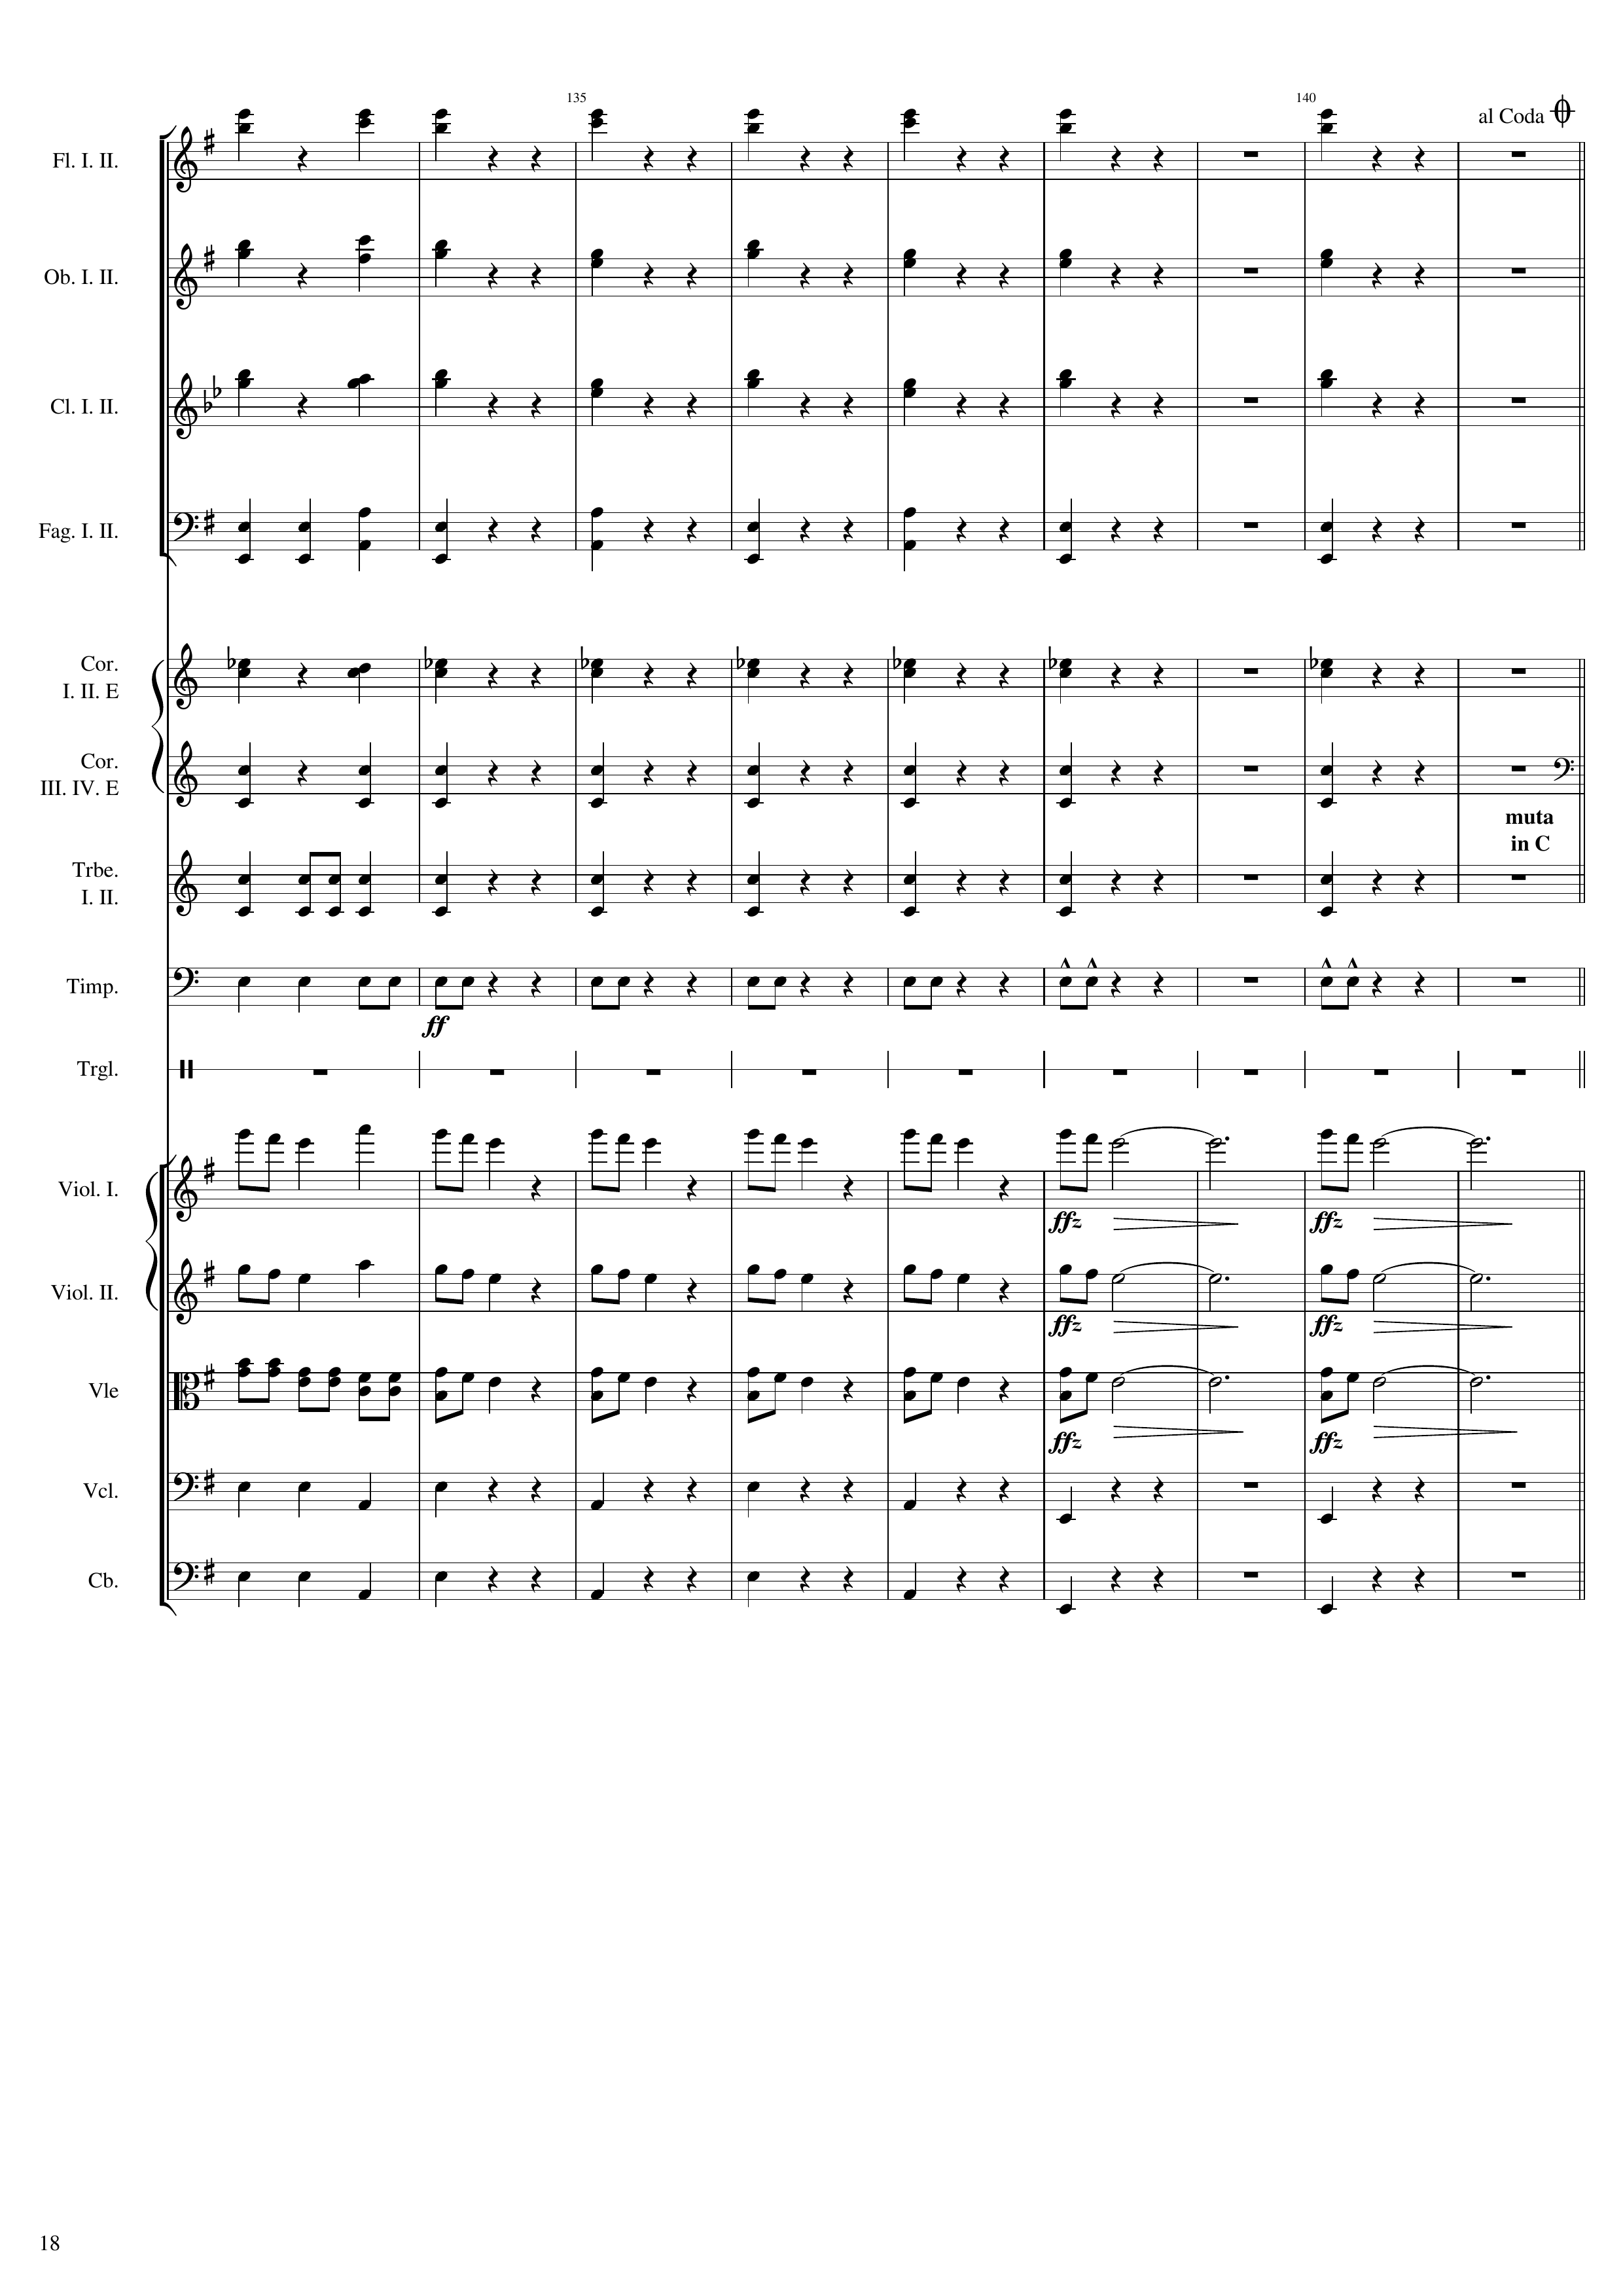 135
140
al Coda
Fl. I. II.
Ob. I. II.
Cl. I. II.
Fag. I. II.
Cor.
I. II. E
Cor.
III. IV. E
muta
in C
Trbe.
I. II.
Timp.
ff
Trgl.
Viol. I.
ffz ffz
Viol. II.
ffz ffz
Vle
ffz ffz
Vcl.
Cb.
18